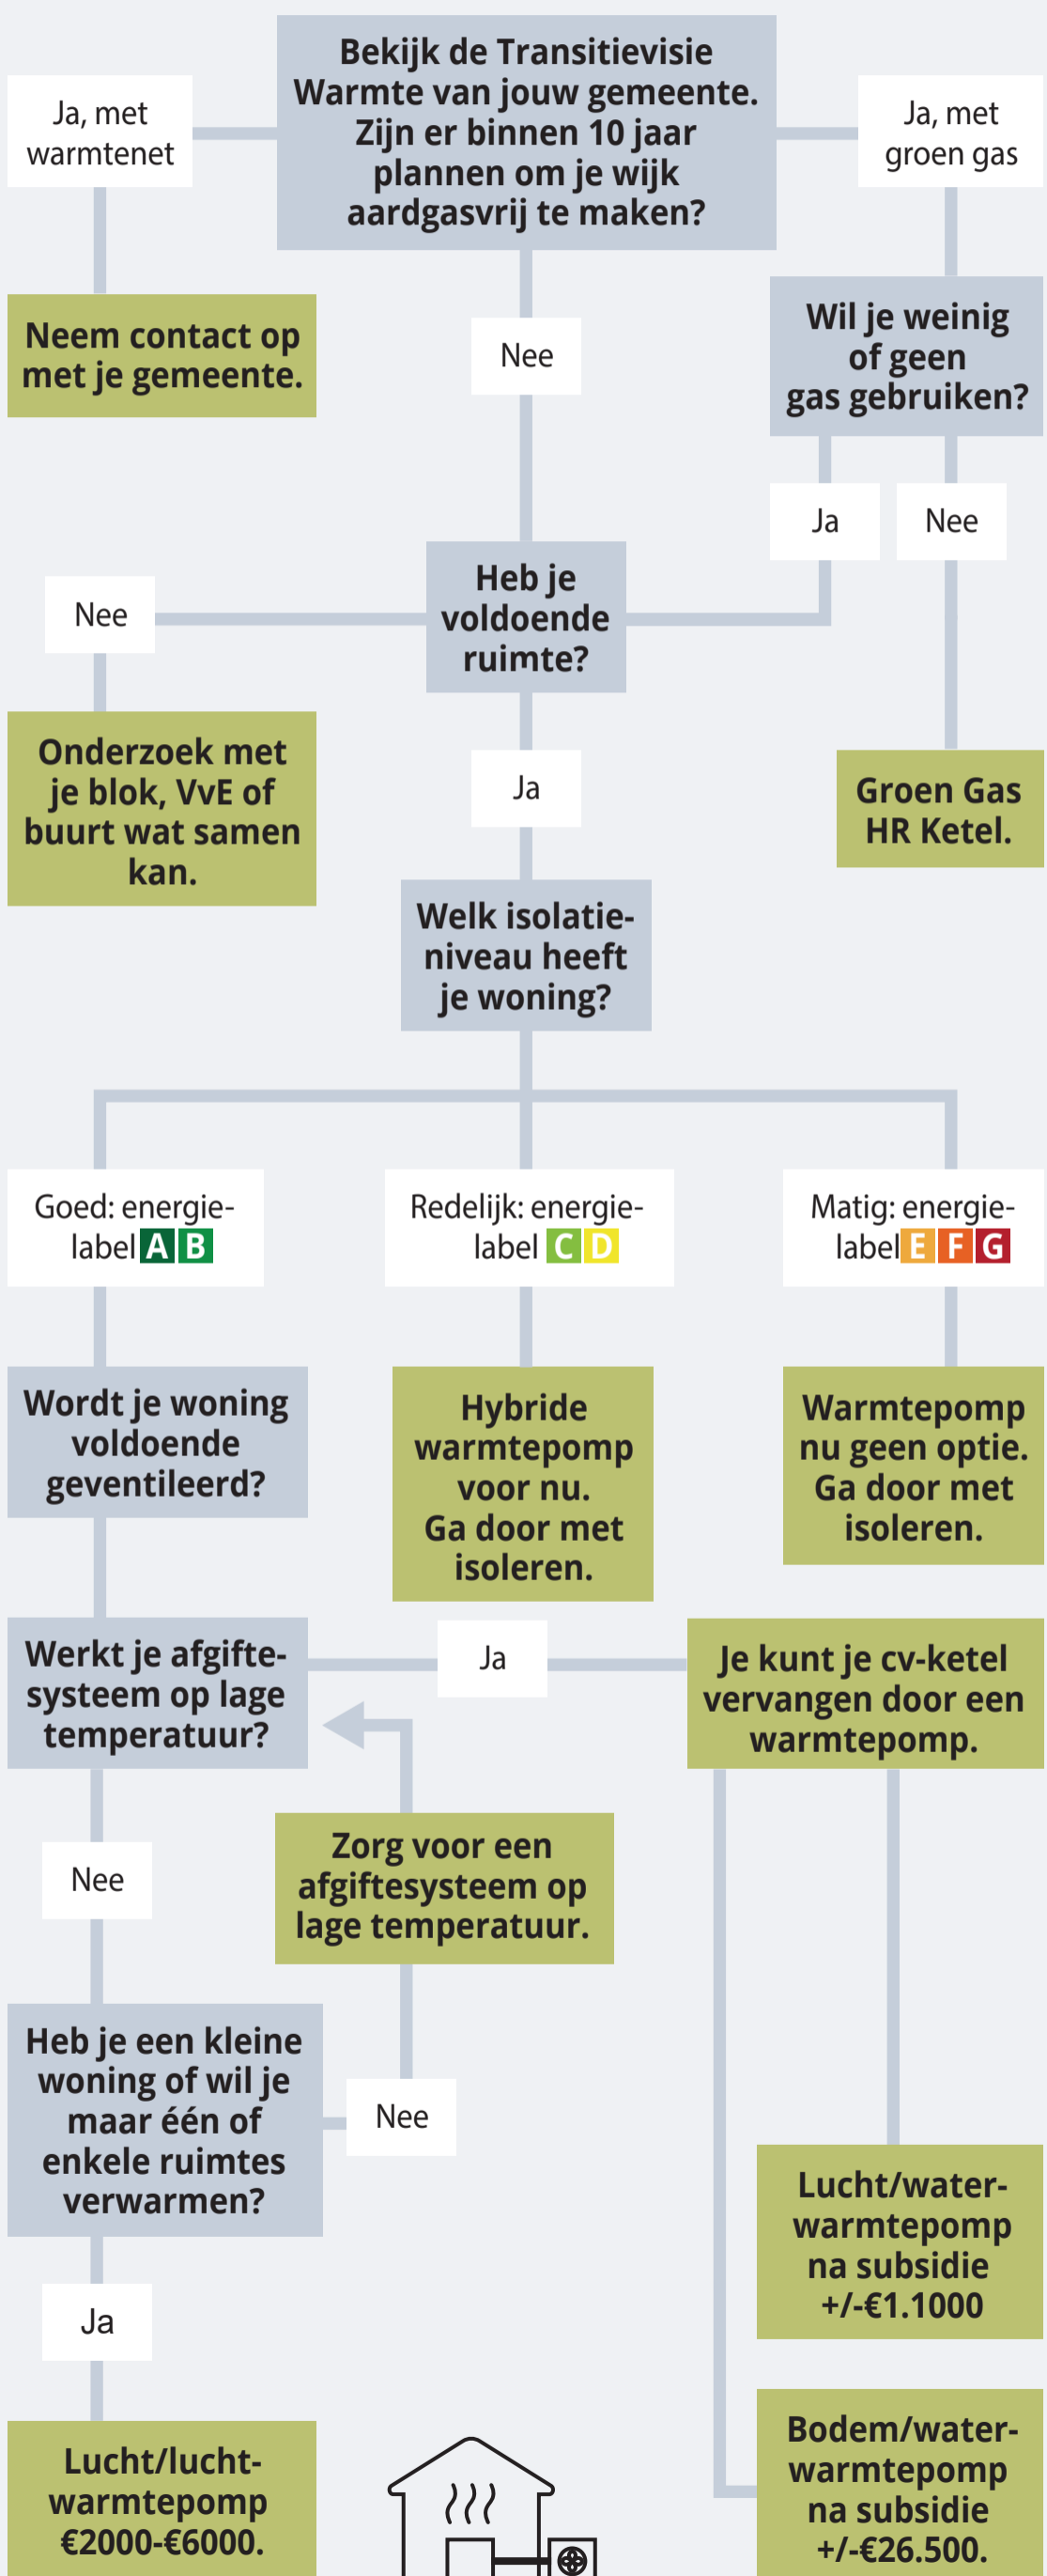 Bekijk de Transitievisie
Warmte van jouw gemeente.
Zijn er binnen 10 jaar
plannen om je wijk
aardgasvrij te maken?
Ja, met
warmtenet
Ja, met
groen gas
Neem contact op
met je gemeente.
Nee
Wil je weinig
of geen
gas gebruiken?
Ja
Nee
Heb je
voldoende
ruimte?
Nee
Onderzoek met
je blok, VvE of
buurt wat samen
kan.
Ja
Groen Gas
HR Ketel.
Welk isolatie-
niveau heeft
je woning?
Goed: energie-
label A B
Redelijk: energie-
label C D
Matig: energie-
label E F G
Wordt je woning
voldoende
geventileerd?
Hybride
warmtepomp
voor nu.
Ga door met
isoleren.
Warmtepomp
nu geen optie.
Ga door met
isoleren.
Werkt je afgifte-
systeem op lage
temperatuur?
Ja
Je kunt je cv-ketel
vervangen door een
warmtepomp.
Nee
Zorg voor een
afgiftesysteem op
lage temperatuur.
Heb je een kleine
woning of wil je
maar één of
enkele ruimtes
verwarmen?
Nee
Ja
Lucht/water-
warmtepomp
na subsidie
+/-€1.1000
Lucht/lucht-
warmtepomp
€2000-€6000.
Bodem/water-
warmtepomp
na subsidie
+/-€26.500.